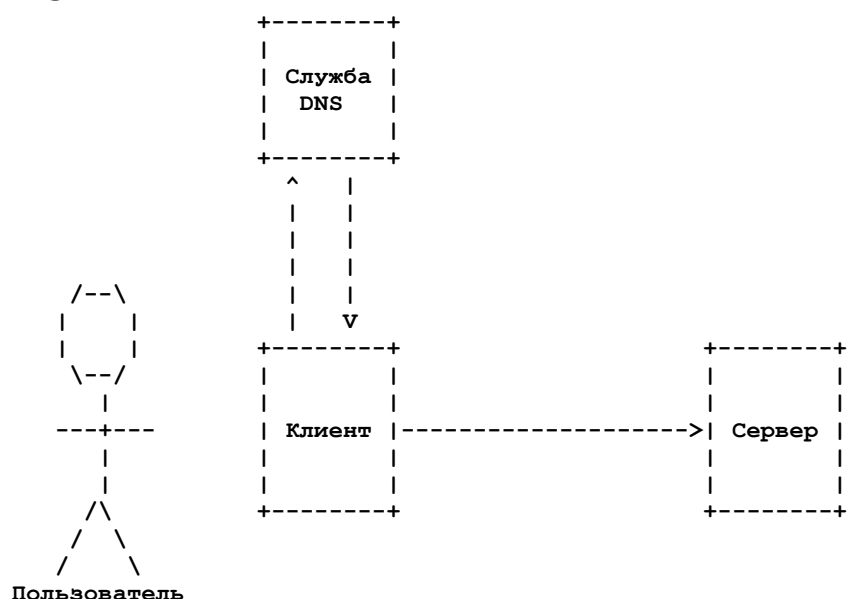 Служба
DNS
Клиент
Сервер
Пользователь